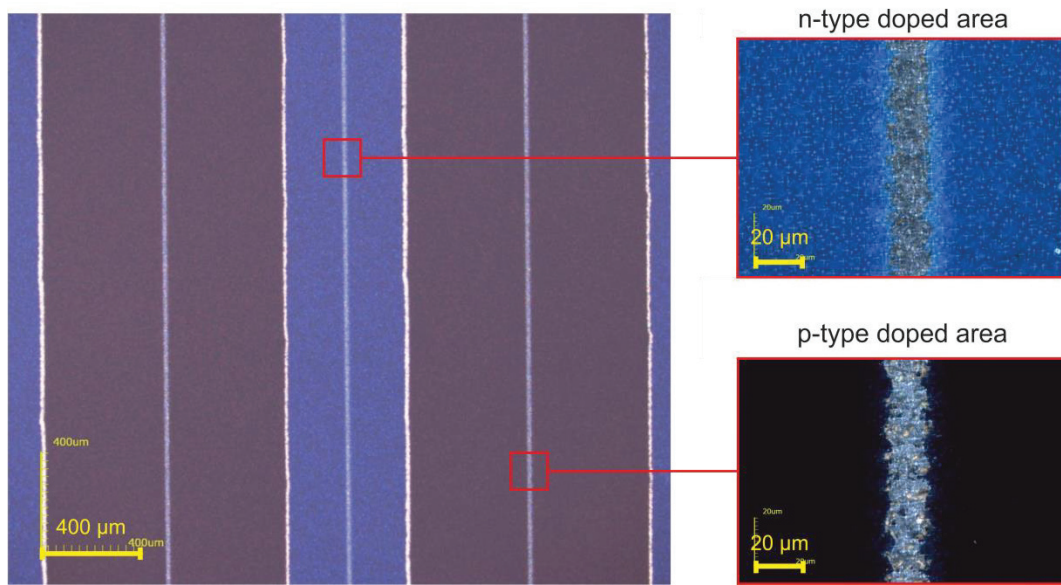 n-type doped area
20um
20 µm
20um
p-type doped area
400um
400 µm
400um
20um
20 µm
20um